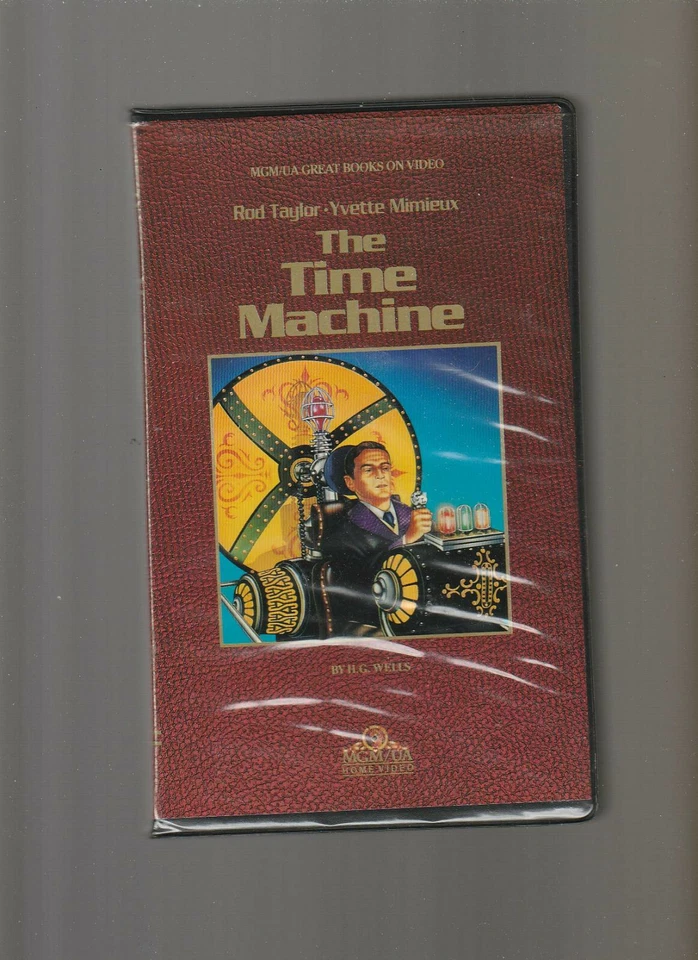 MGM/UA GREAT BOOKS ON VIDEO
Rod Taylor • Yvette Mimieux
The
Time
Machine
BY H.G. WELLS
MGM/UA
HOME VIDEO